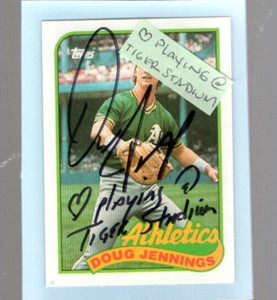 ♡ PLAYING @
TIGER STADIUM
Topps
♡ PLAYING @
TIGER STADIUM
Athletics
DOUG JENNINGS